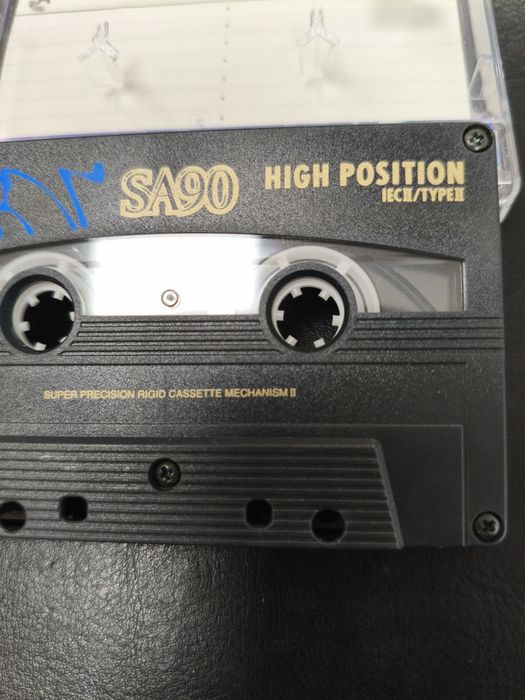 SA90
HIGH POSITION
IECⅡ/TYPEⅡ
SUPER PRECISION RIGID CASSETTE MECHANISM Ⅱ